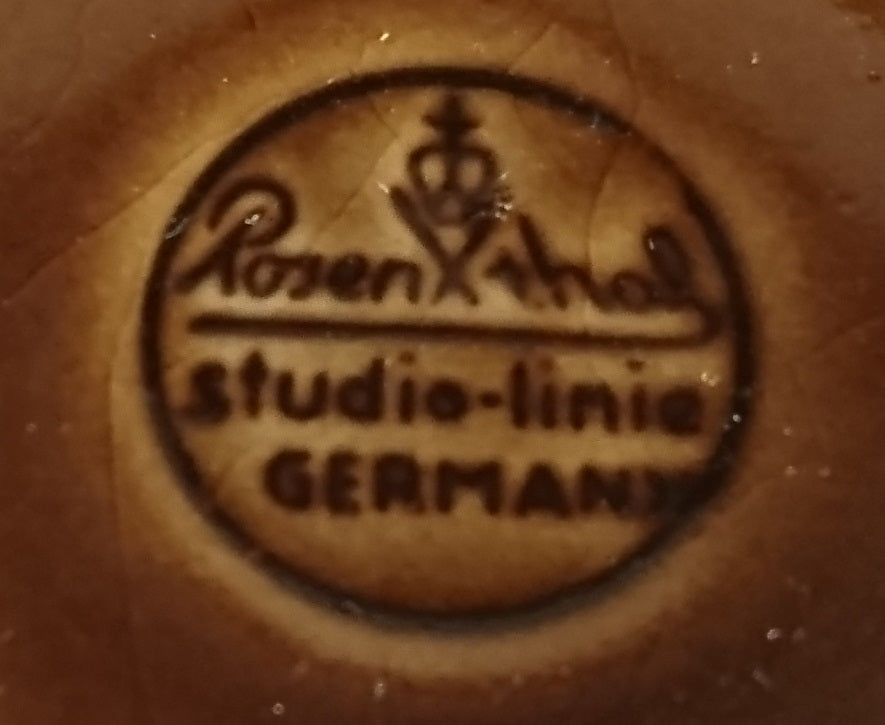 Rosenthal
studio-linie
GERMANY